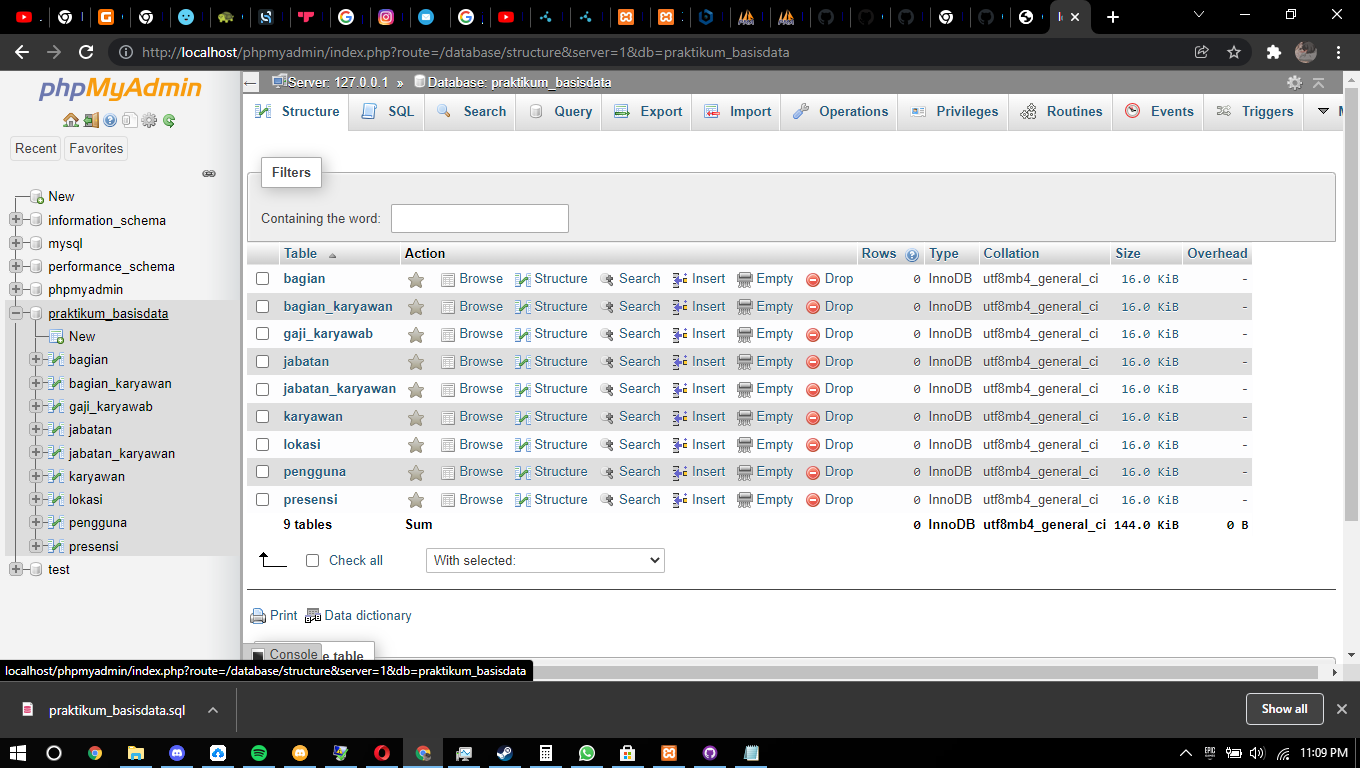 http://localhost/phpmyadmin/index.php?route=/database/structure&server=1&db=praktikum_basisdata
phpMyAdmin
Recent Favorites
New
information_schema
mysql
performance_schema
phpmyadmin
praktikum_basisdata
New
bagian
bagian_karyawan
gaji_karyawab
jabatan
jabatan_karyawan
karyawan
lokasi
pengguna
presensi
test
Server: 127.0.0.1 » Database: praktikum_basisdata
Structure SQL Search Query Export Import Operations Privileges Routines Events Triggers
Filters
Containing the word:
Table Action Rows Type Collation Size Overhead
bagian Browse Structure Search Insert Empty Drop 0 InnoDB utf8mb4_general_ci 16.0 KiB -
bagian_karyawan Browse Structure Search Insert Empty Drop 0 InnoDB utf8mb4_general_ci 16.0 KiB -
gaji_karyawab Browse Structure Search Insert Empty Drop 0 InnoDB utf8mb4_general_ci 16.0 KiB -
jabatan Browse Structure Search Insert Empty Drop 0 InnoDB utf8mb4_general_ci 16.0 KiB -
jabatan_karyawan Browse Structure Search Insert Empty Drop 0 InnoDB utf8mb4_general_ci 16.0 KiB -
karyawan Browse Structure Search Insert Empty Drop 0 InnoDB utf8mb4_general_ci 16.0 KiB -
lokasi Browse Structure Search Insert Empty Drop 0 InnoDB utf8mb4_general_ci 16.0 KiB -
pengguna Browse Structure Search Insert Empty Drop 0 InnoDB utf8mb4_general_ci 16.0 KiB -
presensi Browse Structure Search Insert Empty Drop 0 InnoDB utf8mb4_general_ci 16.0 KiB -
9 tables Sum 0 InnoDB utf8mb4_general_ci 144.0 KiB 0 B
Check all With selected:
Print Data dictionary
Console e table
localhost/phpmyadmin/index.php?route=/database/structure&server=1&db=praktikum_basisdata
praktikum_basisdata.sql Show all
11:09 PM